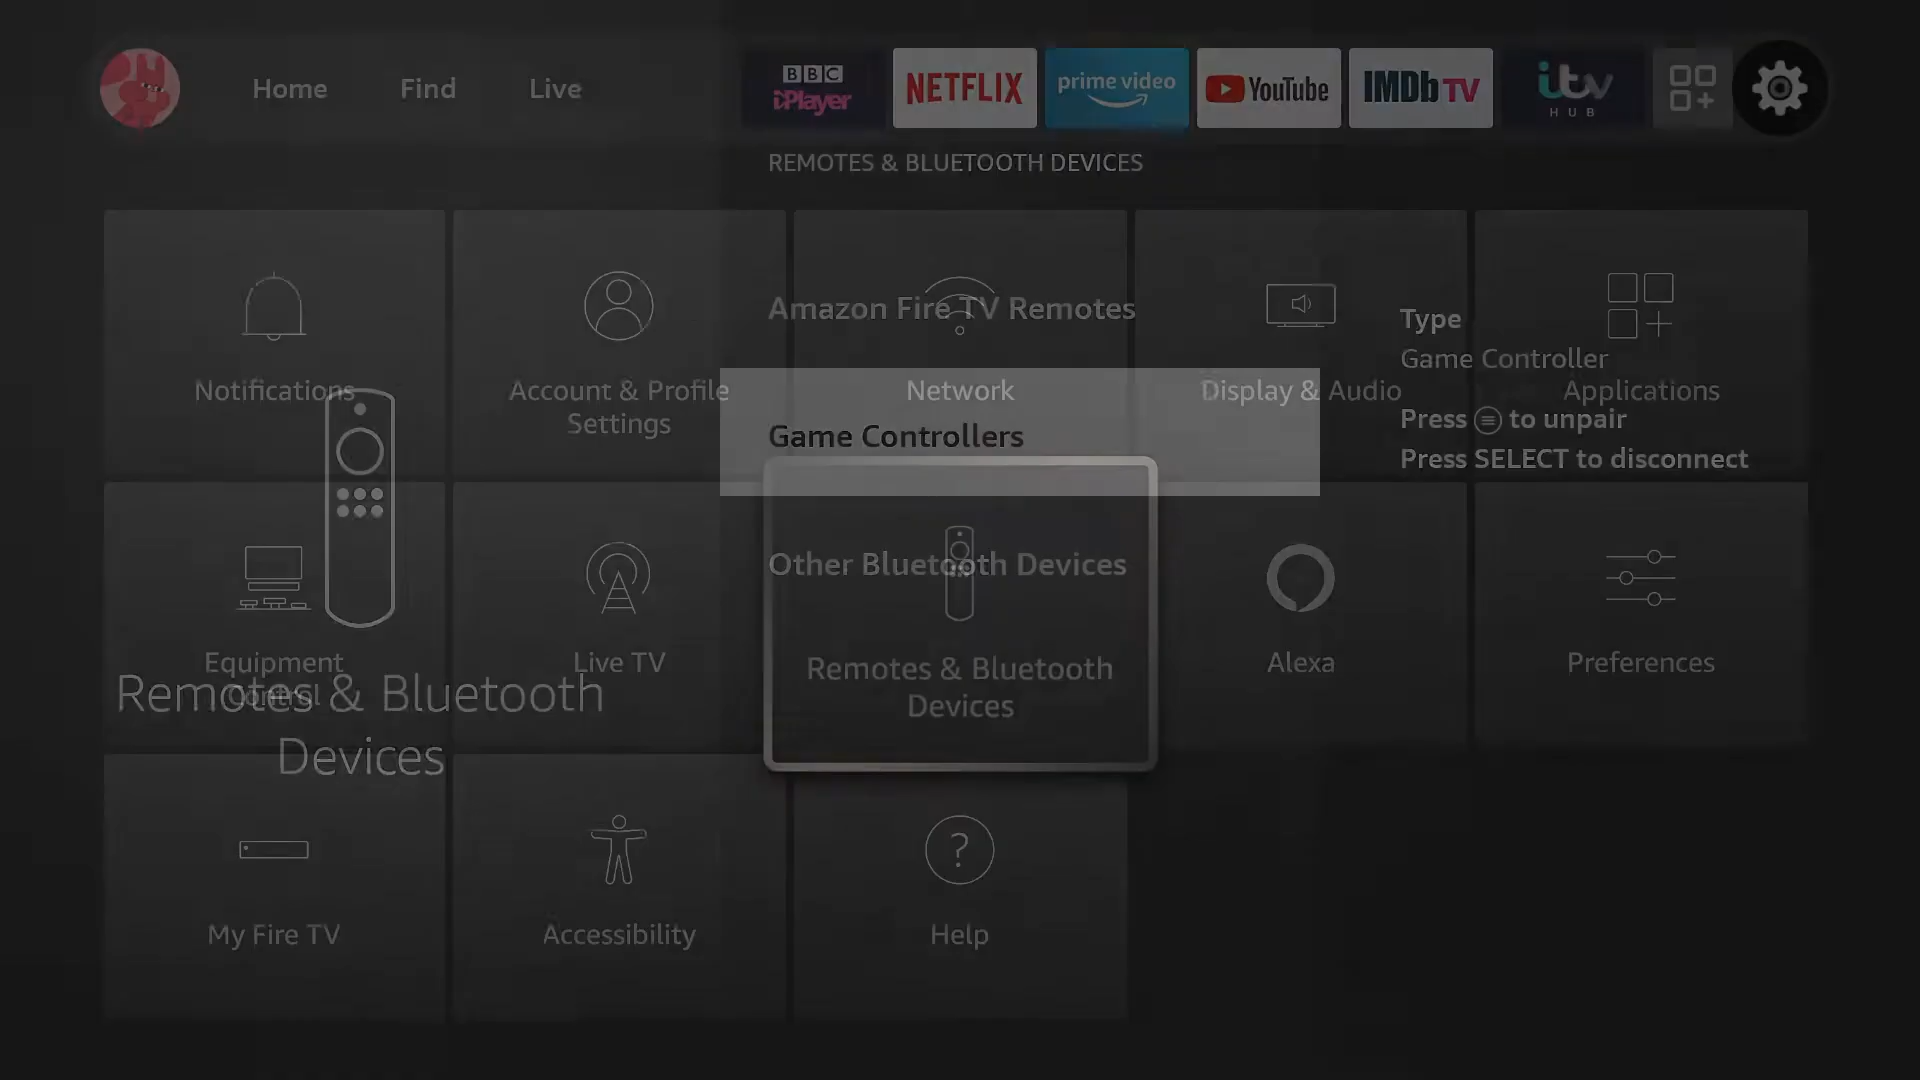 Home
Find
Live
BBC
iPLAYER
NETFLIX
prime video
YouTube
IMDb TV
itv
HUB
REMOTES & BLUETOOTH DEVICES
Notifications
Account & Profile
Settings
Network
Display & Audio
Applications
Equipment
Control
Live TV
Remotes & Bluetooth
Devices
Alexa
Preferences
My Fire TV
Accessibility
Help
Remotes & Bluetooth
Devices
Amazon Fire TV Remotes
Game Controllers
Other Bluetooth Devices
Type
Game Controller
Press to unpair
Press SELECT to disconnect